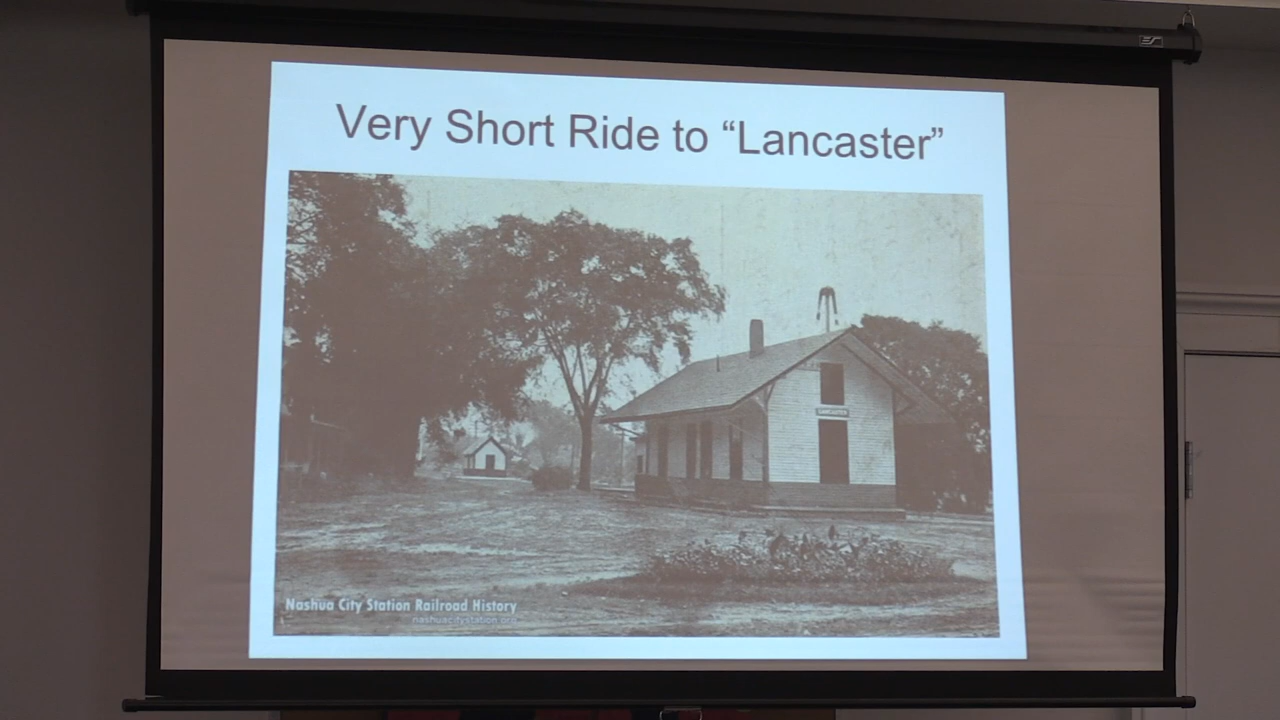 Very Short Ride to “Lancaster”
LANCASTER
Nashua City Station Railroad History
nashuacitystation.org